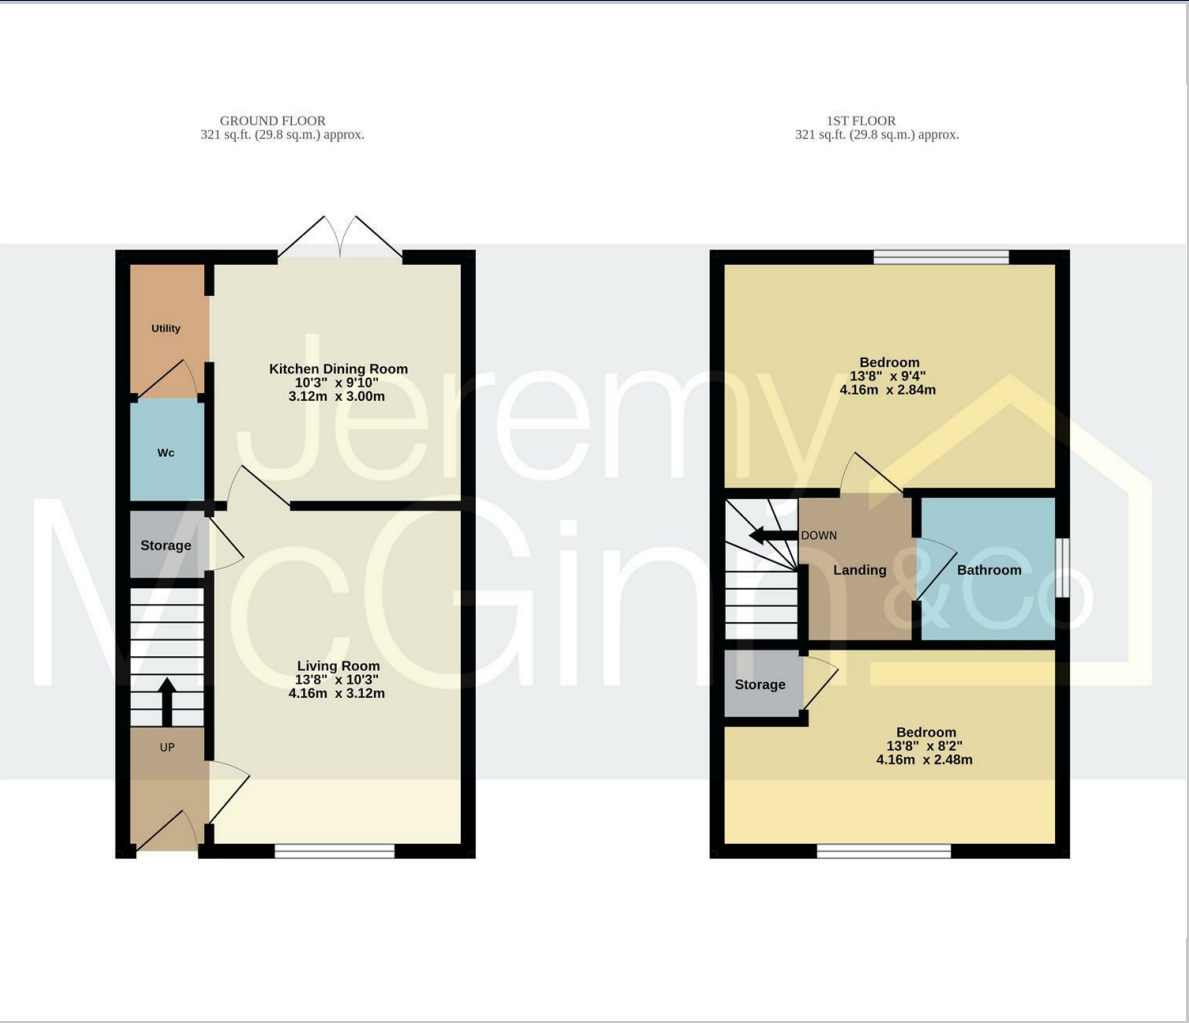 GROUND FLOOR
321 sq.ft. (29.8 sq.m.) approx.
1ST FLOOR
321 sq.ft. (29.8 sq.m.) approx.
Utility
Kitchen Dining Room
10'3" x 9'10"
3.12m x 3.00m
Wc
Storage
Living Room
13'8" x 10'3"
4.16m x 3.12m
UP
Bedroom
13'8" x 9'4"
4.16m x 2.84m
DOWN
Landing
Bathroom
Storage
Bedroom
13'8" x 8'2"
4.16m x 2.48m
Jeremy
McGinn &Co